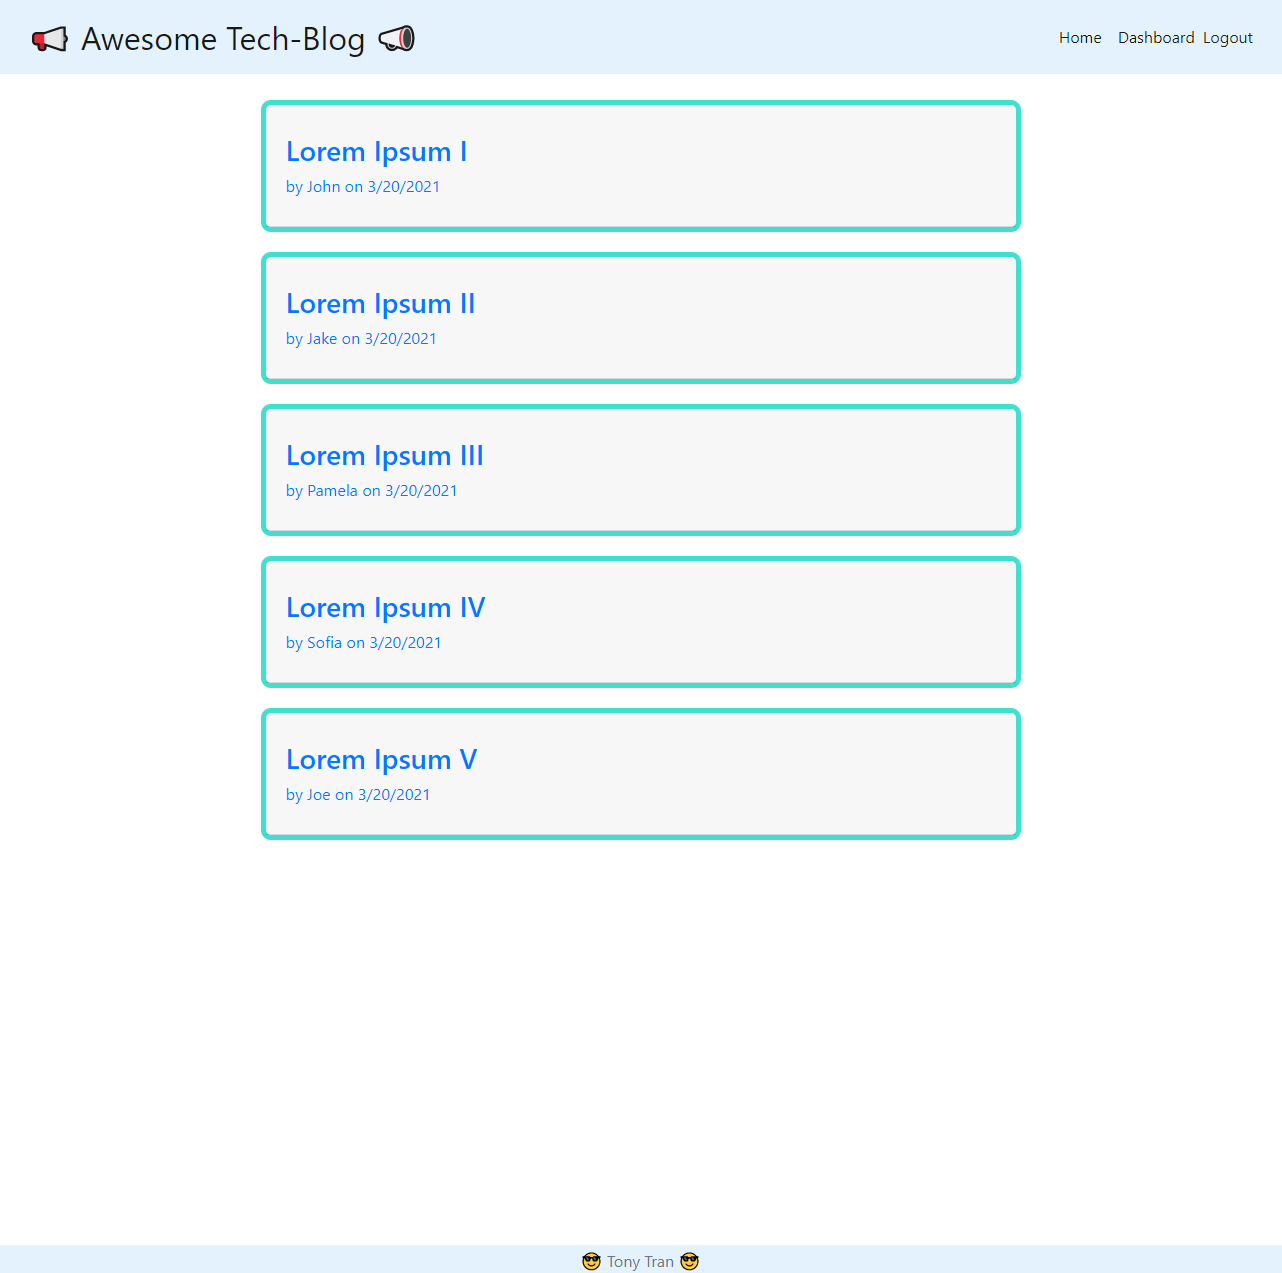 📢 Awesome Tech-Blog 📣
Home Dashboard Logout
Lorem Ipsum I
by John on 3/20/2021
Lorem Ipsum II
by Jake on 3/20/2021
Lorem Ipsum III
by Pamela on 3/20/2021
Lorem Ipsum IV
by Sofia on 3/20/2021
Lorem Ipsum V
by Joe on 3/20/2021
😎 Tony Tran 😎